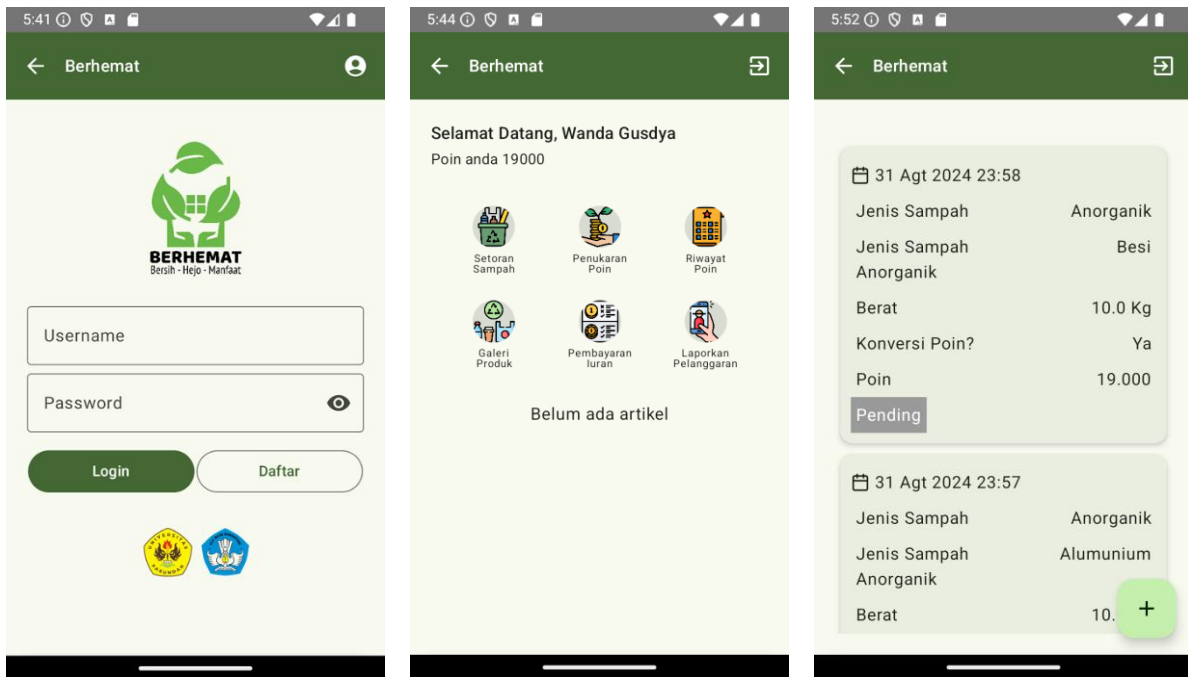 5:41
Berhemat
BERHEMAT
Bersih - Hejo - Manfaat
Username
Password
Login
Daftar
UNIVERSITAS
PASUNDAN
5:44
Berhemat
Selamat Datang, Wanda Gusdya
Poin anda 19000
Setoran
Sampah
Penukaran
Poin
Riwayat
Poin
Galeri
Produk
Pembayaran
Iuran
Laporkan
Pelanggaran
Belum ada artikel
5:52
Berhemat
31 Agt 2024 23:58
Jenis Sampah Anorganik
Jenis Sampah Besi
Anorganik
Berat 10.0 Kg
Konversi Poin? Ya
Poin 19.000
Pending
31 Agt 2024 23:57
Jenis Sampah Anorganik
Jenis Sampah Alumunium
Anorganik
Berat 10.
+